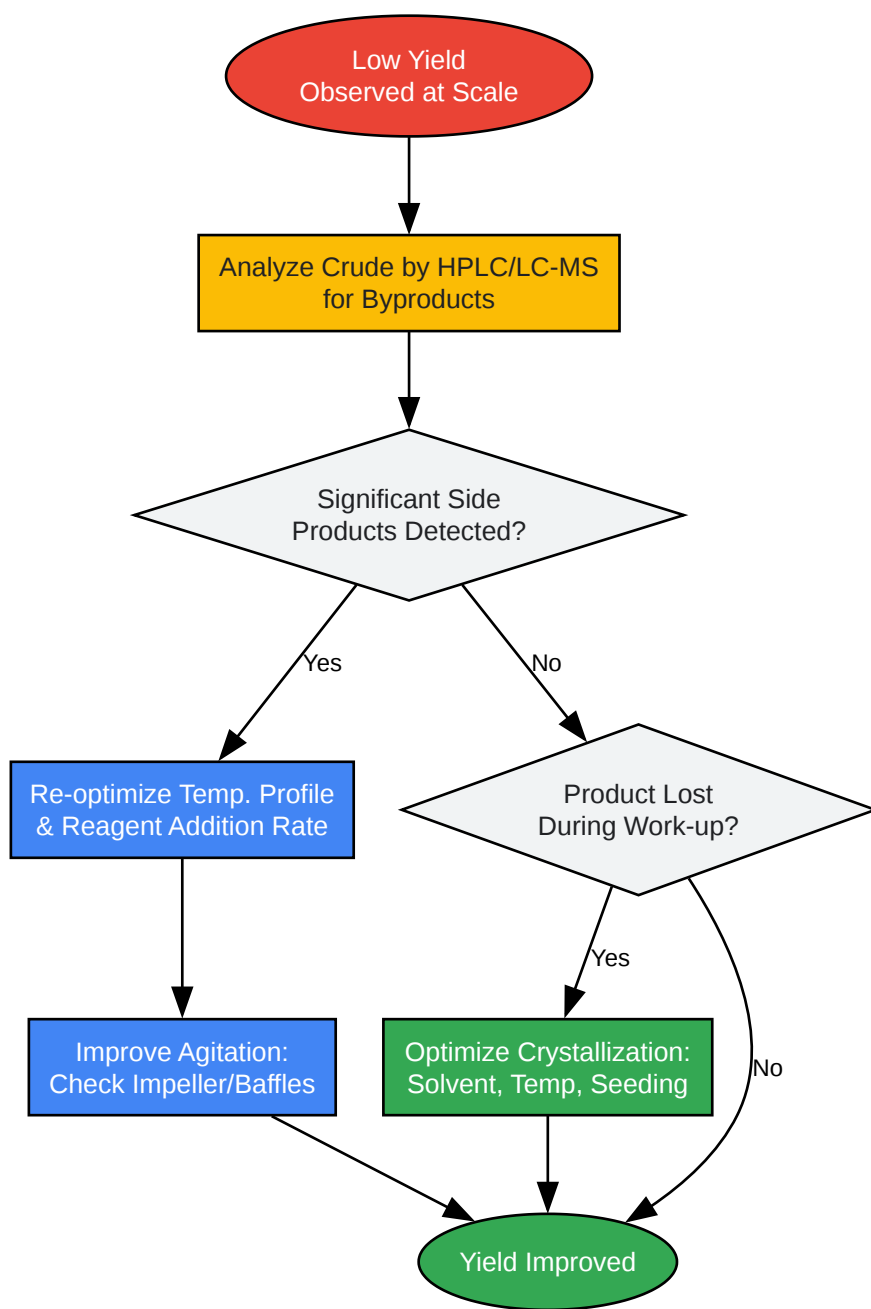 Low Yield
Observed at Scale
Analyze Crude by HPLC/LC-MS
for Byproducts
Significant Side
Products Detected?
Yes
No
Re-optimize Temp. Profile
& Reagent Addition Rate
Product Lost
During Work-up?
Yes
No
Improve Agitation:
Check Impeller/Baffles
Optimize Crystallization:
Solvent, Temp, Seeding
Yield Improved